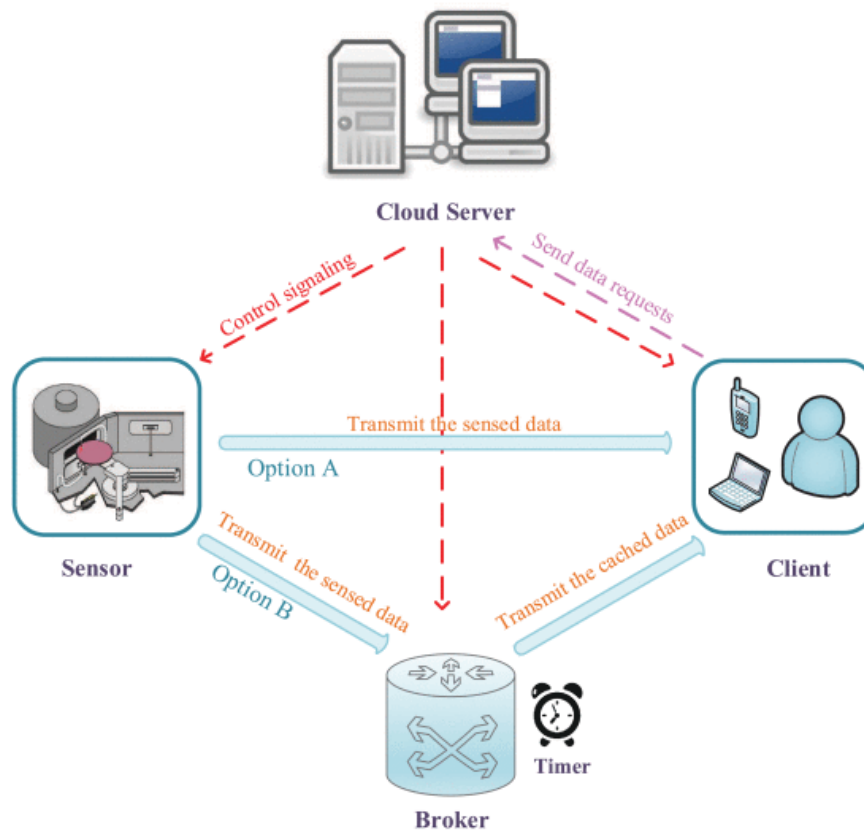 Cloud Server
Control signaling
Send data requests
Transmit the sensed data
Option A
Sensor
Client
Transmit  the sensed data
Option B
Transmit the cached data
Timer
Broker